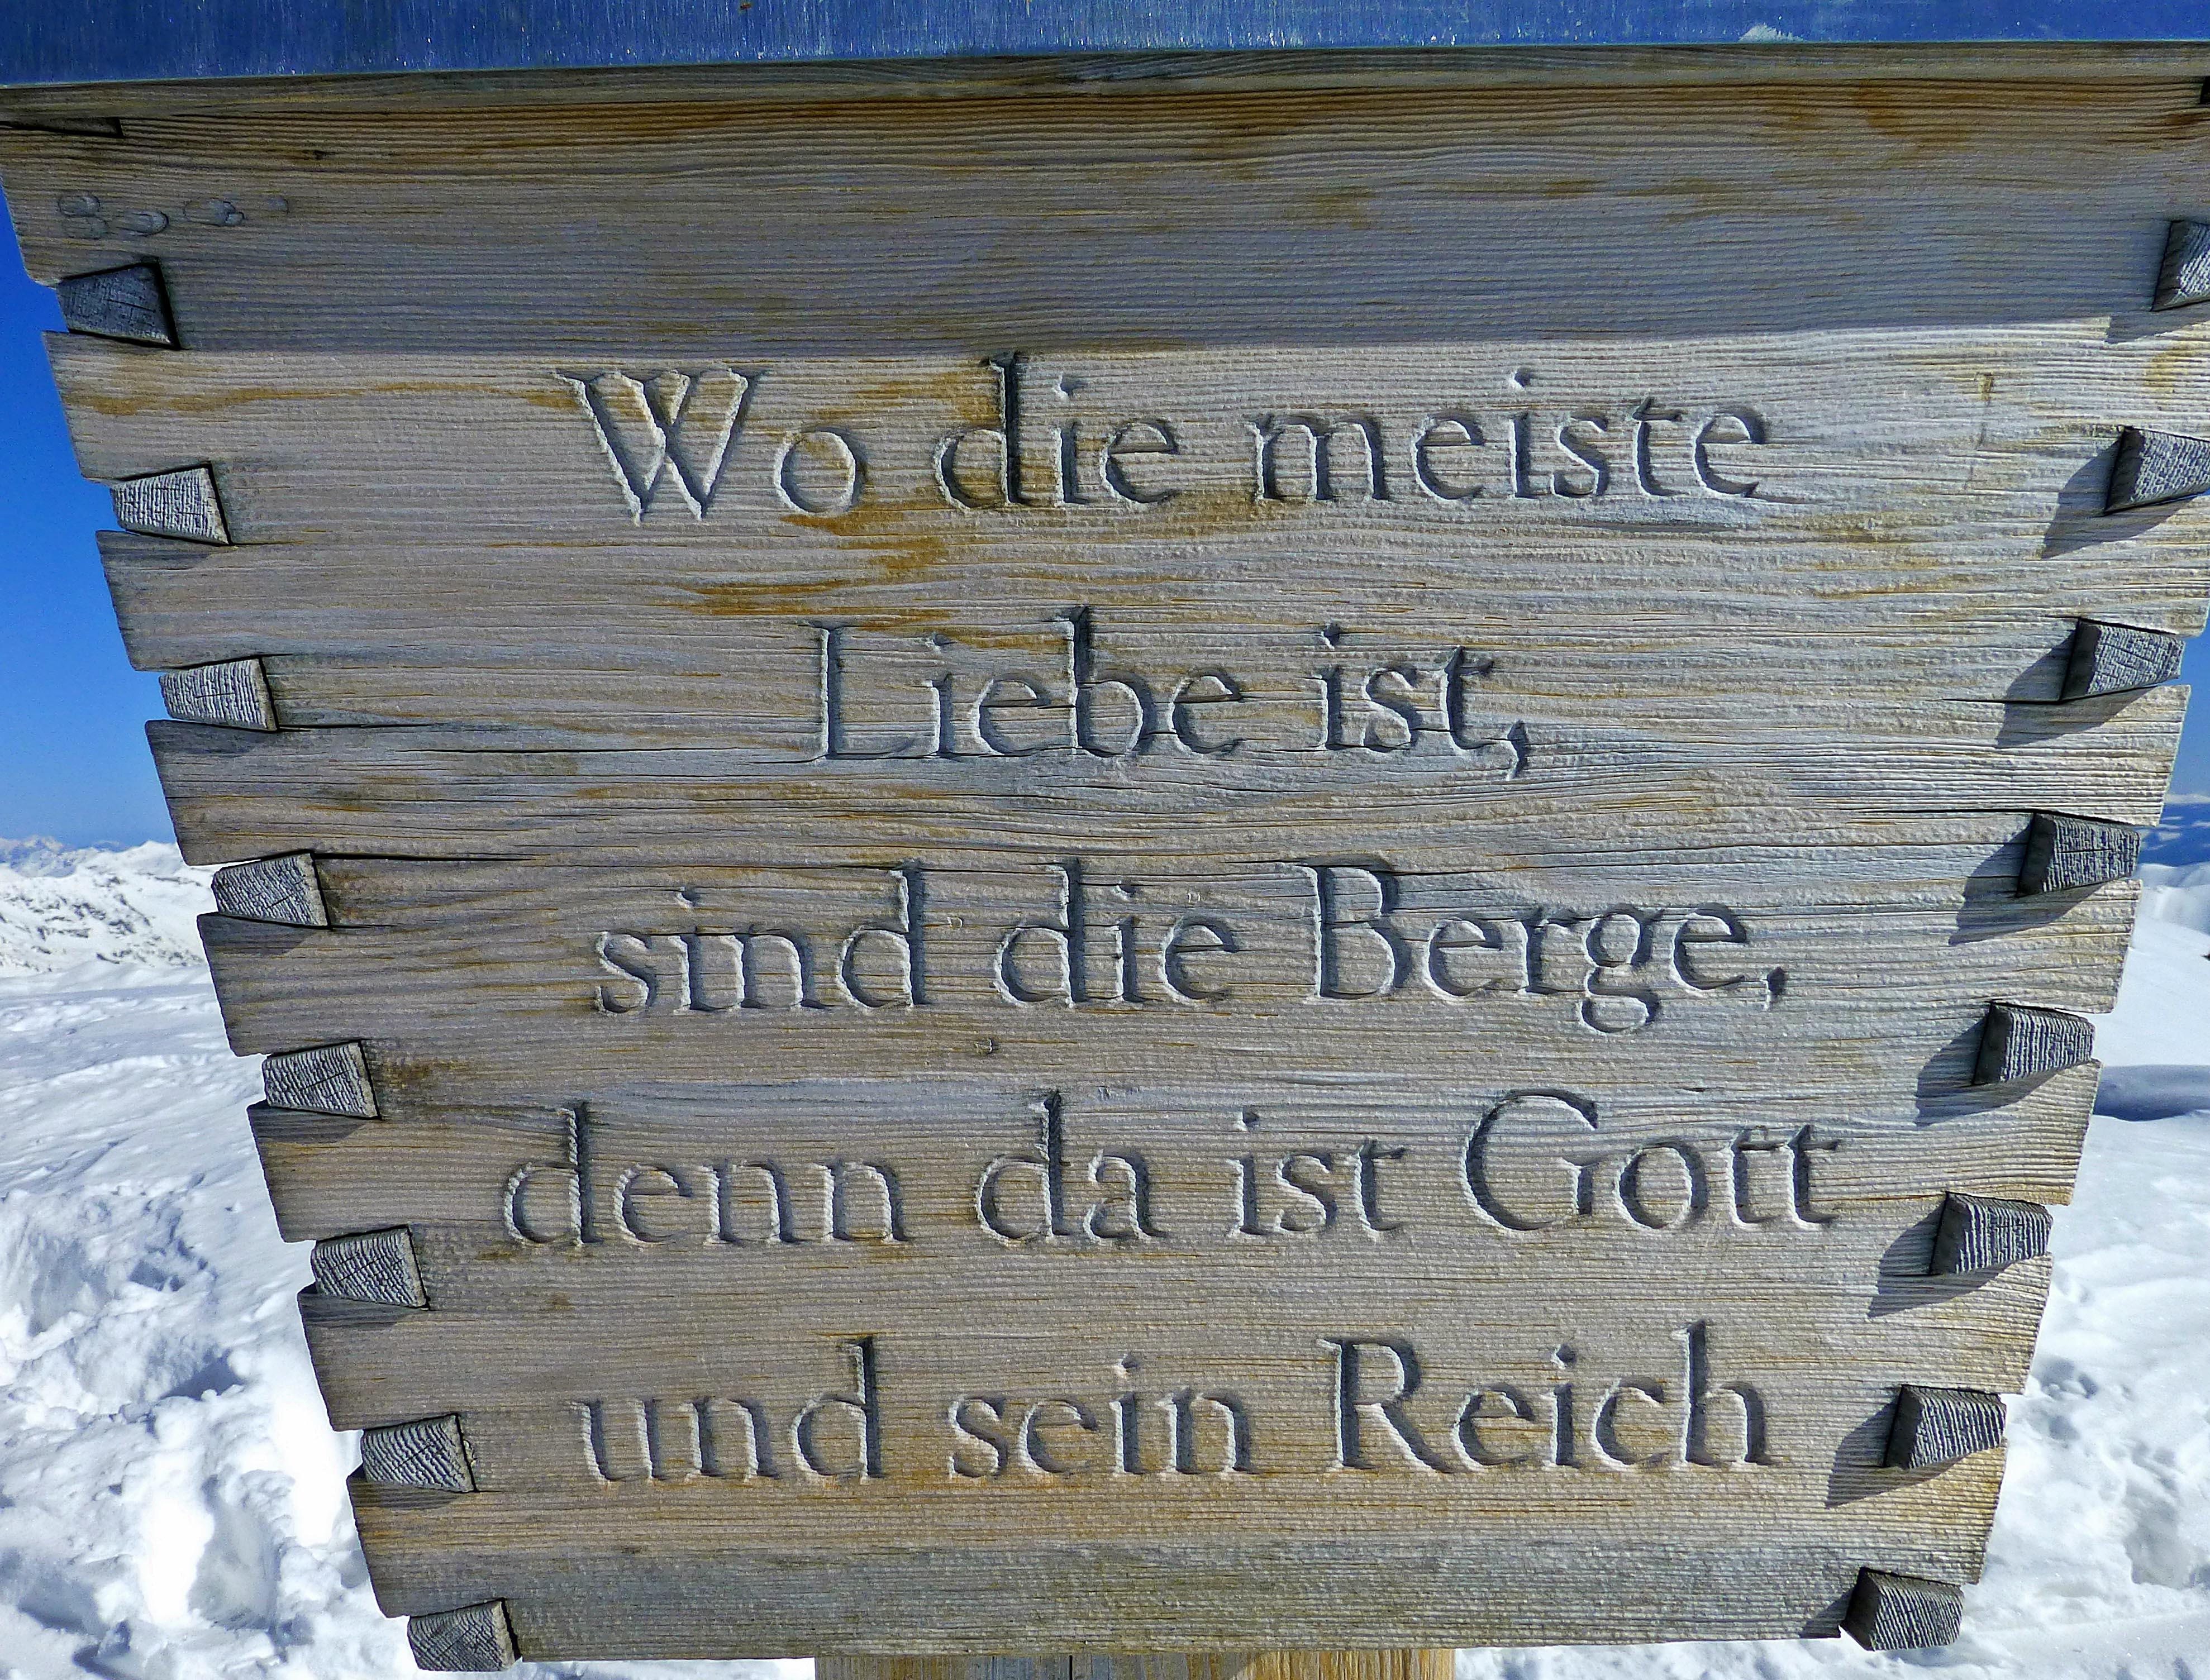 Wo die meiste
Liebe ist,
sind die Berge,
denn da ist Gott
und sein Reich